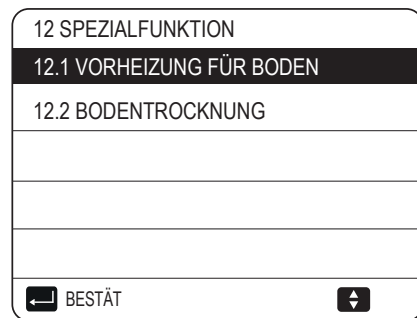 12 SPEZIALFUNKTION
12.1 VORHEIZUNG FÜR BODEN
12.2 BODENTROCKNUNG
BESTÄT